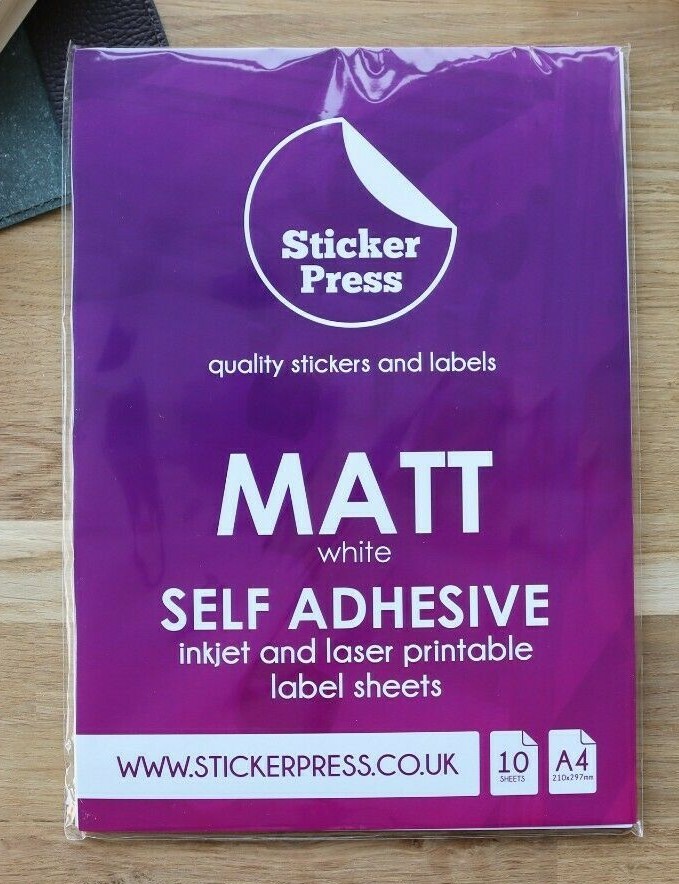 Sticker
Press
quality stickers and labels
MATT
white
SELF ADHESIVE
inkjet and laser printable
label sheets
WWW.STICKERPRESS.CO.UK
10
SHEETS
A4
210x297mm